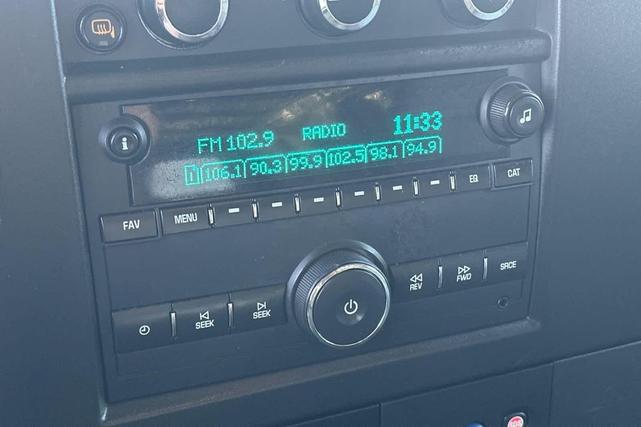 FM 102.9 RADIO 11:33
1 106.1 90.3 99.9 102.5 98.1 94.9
FAV MENU EQ CAT
SEEK SEEK REV FWD SRCE